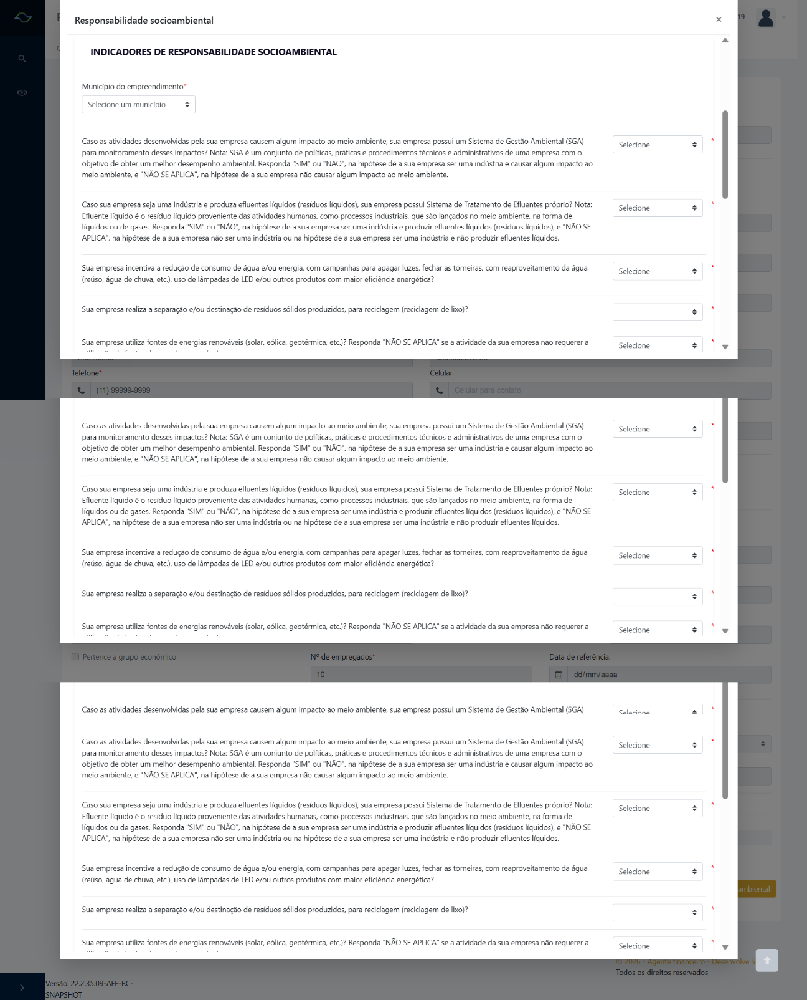 Responsabilidade socioambiental
×
19
INDICADORES DE RESPONSABILIDADE SOCIOAMBIENTAL
Município do empreendimento*
Selecione um município
Caso as atividades desenvolvidas pela sua empresa causem algum impacto ao meio ambiente, sua empresa possui um Sistema de Gestão Ambiental (SGA)
para monitoramento desses impactos? Nota: SGA é um conjunto de políticas, práticas e procedimentos técnicos e administrativos de uma empresa com o
objetivo de obter um melhor desempenho ambiental. Responda "SIM" ou "NÃO", na hipótese de a sua empresa ser uma indústria e causar algum impacto ao
meio ambiente, e "NÃO SE APLICA", na hipótese de a sua empresa não causar algum impacto ao meio ambiente.
Selecione *
Caso sua empresa seja uma indústria e produza efluentes líquidos (resíduos líquidos), sua empresa possui Sistema de Tratamento de Efluentes próprio? Nota:
Efluente líquido é o resíduo líquido proveniente das atividades humanas, como processos industriais, que são lançados no meio ambiente, na forma de
líquidos ou de gases. Responda "SIM" ou "NÃO", na hipótese de a sua empresa ser uma indústria e produzir efluentes líquidos (resíduos líquidos), e "NÃO SE
APLICA", na hipótese de a sua empresa não ser uma indústria ou na hipótese de a sua empresa ser uma indústria e não produzir efluentes líquidos.
Selecione *
Sua empresa incentiva a redução de consumo de água e/ou energia, com campanhas para apagar luzes, fechar as torneiras, com reaproveitamento da água
(reúso, água de chuva, etc.), uso de lâmpadas de LED e/ou outros produtos com maior eficiência energética?
Selecione *
Sua empresa realiza a separação e/ou destinação de resíduos sólidos produzidos, para reciclagem (reciclagem de lixo)?
*
Sua empresa utiliza fontes de energias renováveis (solar, eólica, geotérmica, etc.)? Responda "NÃO SE APLICA" se a atividade da sua empresa não requerer a
Selecione *
Telefone*
(11) 99999-9999
Celular
Celular para contato
Caso as atividades desenvolvidas pela sua empresa causem algum impacto ao meio ambiente, sua empresa possui um Sistema de Gestão Ambiental (SGA)
para monitoramento desses impactos? Nota: SGA é um conjunto de políticas, práticas e procedimentos técnicos e administrativos de uma empresa com o
objetivo de obter um melhor desempenho ambiental. Responda "SIM" ou "NÃO", na hipótese de a sua empresa ser uma indústria e causar algum impacto ao
meio ambiente, e "NÃO SE APLICA", na hipótese de a sua empresa não causar algum impacto ao meio ambiente.
Selecione *
Caso sua empresa seja uma indústria e produza efluentes líquidos (resíduos líquidos), sua empresa possui Sistema de Tratamento de Efluentes próprio? Nota:
Efluente líquido é o resíduo líquido proveniente das atividades humanas, como processos industriais, que são lançados no meio ambiente, na forma de
líquidos ou de gases. Responda "SIM" ou "NÃO", na hipótese de a sua empresa ser uma indústria e produzir efluentes líquidos (resíduos líquidos), e "NÃO SE
APLICA", na hipótese de a sua empresa não ser uma indústria ou na hipótese de a sua empresa ser uma indústria e não produzir efluentes líquidos.
Selecione *
Sua empresa incentiva a redução de consumo de água e/ou energia, com campanhas para apagar luzes, fechar as torneiras, com reaproveitamento da água
(reúso, água de chuva, etc.), uso de lâmpadas de LED e/ou outros produtos com maior eficiência energética?
Selecione *
Sua empresa realiza a separação e/ou destinação de resíduos sólidos produzidos, para reciclagem (reciclagem de lixo)?
*
Sua empresa utiliza fontes de energias renováveis (solar, eólica, geotérmica, etc.)? Responda "NÃO SE APLICA" se a atividade da sua empresa não requerer a
Selecione *
Pertence a grupo econômico
Nº de empregados*
10
Data de referência:
dd/mm/aaaa
Caso as atividades desenvolvidas pela sua empresa causem algum impacto ao meio ambiente, sua empresa possui um Sistema de Gestão Ambiental (SGA)
Selecione *
Caso as atividades desenvolvidas pela sua empresa causem algum impacto ao meio ambiente, sua empresa possui um Sistema de Gestão Ambiental (SGA)
para monitoramento desses impactos? Nota: SGA é um conjunto de políticas, práticas e procedimentos técnicos e administrativos de uma empresa com o
objetivo de obter um melhor desempenho ambiental. Responda "SIM" ou "NÃO", na hipótese de a sua empresa ser uma indústria e causar algum impacto ao
meio ambiente, e "NÃO SE APLICA", na hipótese de a sua empresa não causar algum impacto ao meio ambiente.
Selecione *
Caso sua empresa seja uma indústria e produza efluentes líquidos (resíduos líquidos), sua empresa possui Sistema de Tratamento de Efluentes próprio? Nota:
Efluente líquido é o resíduo líquido proveniente das atividades humanas, como processos industriais, que são lançados no meio ambiente, na forma de
líquidos ou de gases. Responda "SIM" ou "NÃO", na hipótese de a sua empresa ser uma indústria e produzir efluentes líquidos (resíduos líquidos), e "NÃO SE
APLICA", na hipótese de a sua empresa não ser uma indústria ou na hipótese de a sua empresa ser uma indústria e não produzir efluentes líquidos.
Selecione *
Sua empresa incentiva a redução de consumo de água e/ou energia, com campanhas para apagar luzes, fechar as torneiras, com reaproveitamento da água
(reúso, água de chuva, etc.), uso de lâmpadas de LED e/ou outros produtos com maior eficiência energética?
Selecione *
Sua empresa realiza a separação e/ou destinação de resíduos sólidos produzidos, para reciclagem (reciclagem de lixo)?
*
Sua empresa utiliza fontes de energias renováveis (solar, eólica, geotérmica, etc.)? Responda "NÃO SE APLICA" se a atividade da sua empresa não requerer a
Selecione *
ambiental
© 2026 - Agente financeiro - Desenvolve S
Todos os direitos reservados
Versão: 22.2.35.09-AFE-RC-
SNAPSHOT